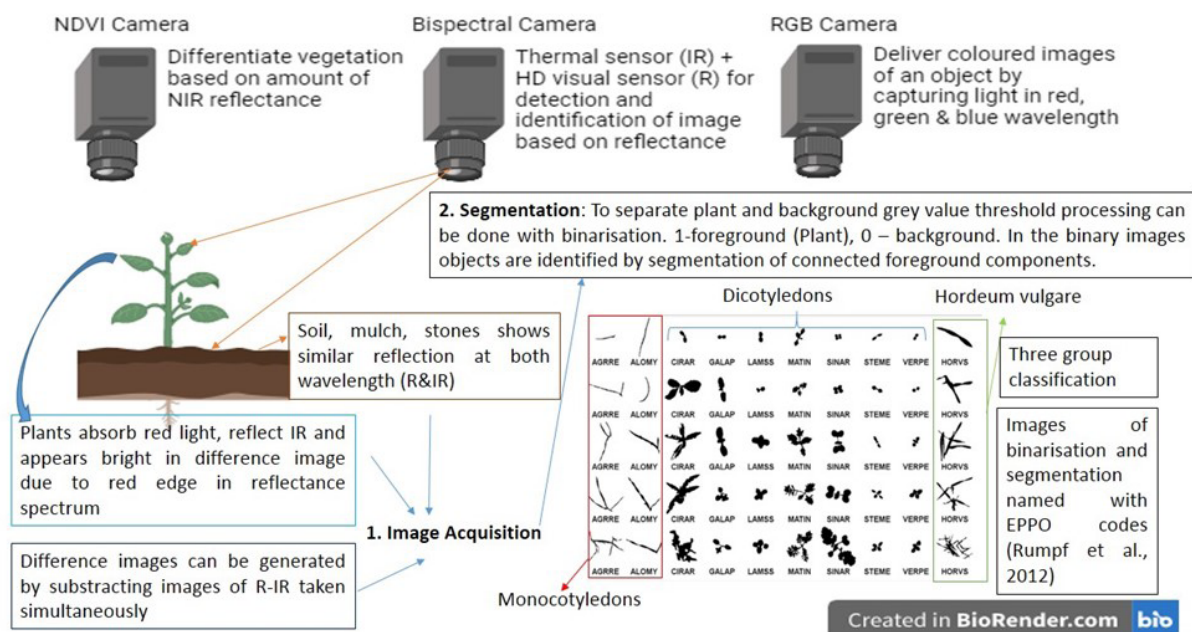 NDVI Camera
Differentiate vegetation
based on amount of
NIR reflectance
Bispectral Camera
Thermal sensor (IR) +
HD visual sensor (R) for
detection and
identification of image
based on reflectance
RGB Camera
Deliver coloured images
of an object by
capturing light in red,
green & blue wavelength
2. Segmentation: To separate plant and background grey value threshold processing can
be done with binarisation. 1-foreground (Plant), 0 – background. In the binary images
objects are identified by segmentation of connected foreground components.
Soil, mulch, stones shows
similar reflection at both
wavelength (R&IR)
Plants absorb red light, reflect IR and
appears bright in difference image
due to red edge in reflectance
spectrum
1. Image Acquisition
Difference images can be generated
by substracting images of R-IR taken
simultaneously
Dicotyledons
Hordeum vulgare
AGRRE ALOMY CIRAR GALAP LAMSS MATIN SINAR STEME VERPE HORVS
AGRRE ALOMY CIRAR GALAP LAMSS MATIN SINAR STEME VERPE HORVS
AGRRE ALOMY CIRAR GALAP LAMSS MATIN SINAR STEME VERPE HORVS
AGRRE ALOMY CIRAR GALAP LAMSS MATIN SINAR STEME VERPE HORVS
AGRRE ALOMY CIRAR GALAP LAMSS MATIN SINAR STEME VERPE HORVS
Monocotyledons
Three group
classification
Images of
binarisation and
segmentation
named with
EPPO codes
(Rumpf et al.,
2012)
Created in BioRender.com bio